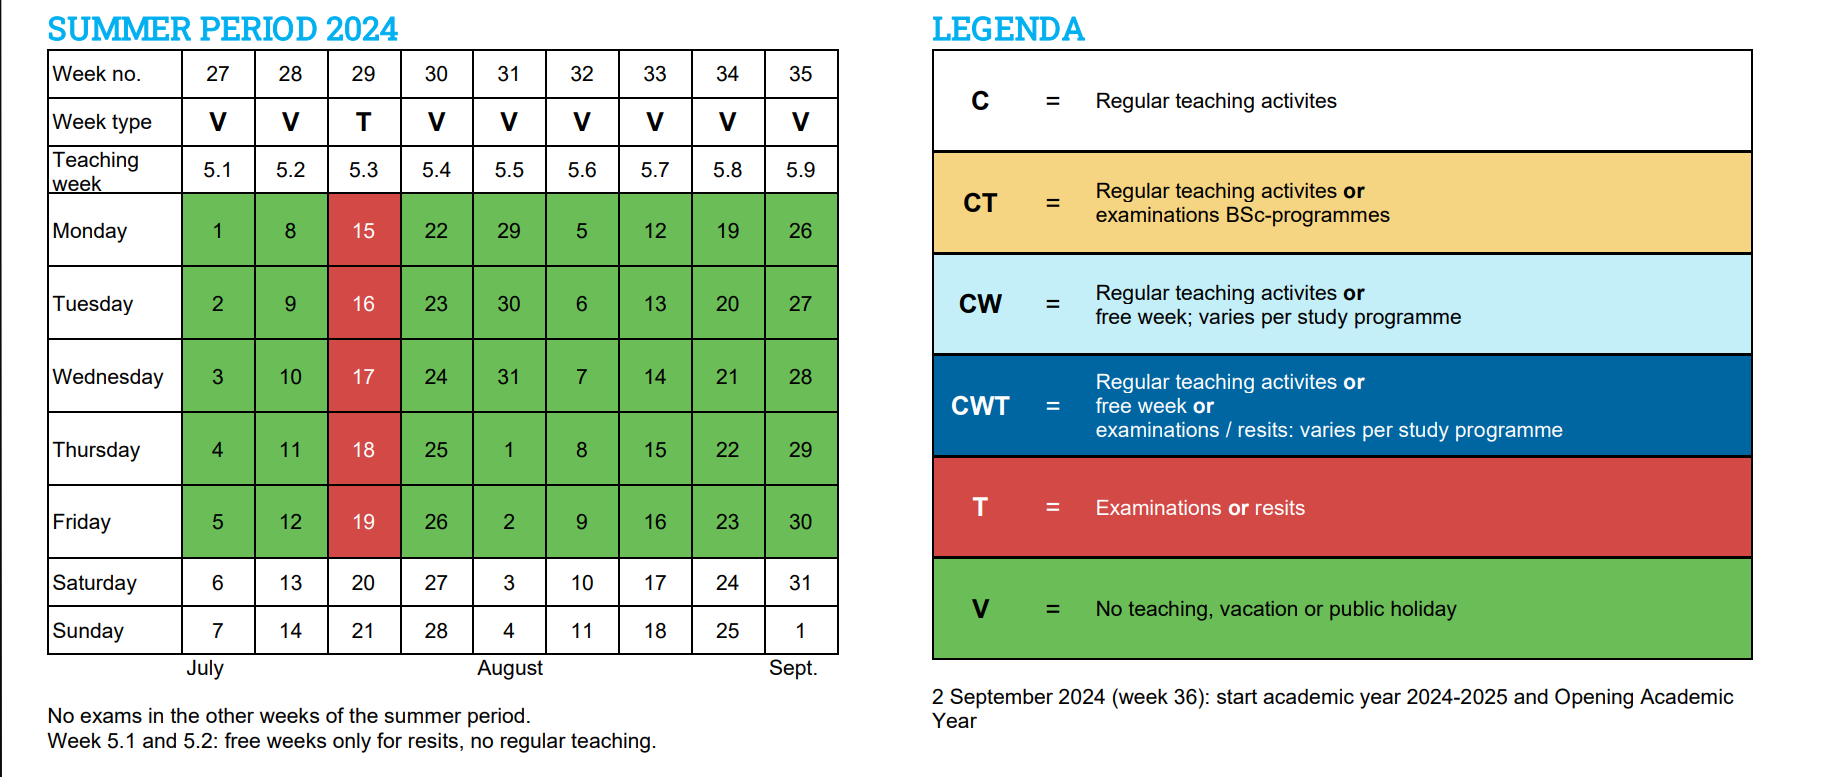 SUMMER PERIOD 2024
Week no. 27 28 29 30 31 32 33 34 35
Week type V V T V V V V V V
Teaching
week 5.1 5.2 5.3 5.4 5.5 5.6 5.7 5.8 5.9
Monday 1 8 15 22 29 5 12 19 26
Tuesday 2 9 16 23 30 6 13 20 27
Wednesday 3 10 17 24 31 7 14 21 28
Thursday 4 11 18 25 1 8 15 22 29
Friday 5 12 19 26 2 9 16 23 30
Saturday 6 13 20 27 3 10 17 24 31
Sunday 7 14 21 28 4 11 18 25 1
July August Sept.
No exams in the other weeks of the summer period.
Week 5.1 and 5.2: free weeks only for resits, no regular teaching.
LEGENDA
C = Regular teaching activites
CT = Regular teaching activites or
examinations BSc-programmes
CW = Regular teaching activites or
free week; varies per study programme
CWT = Regular teaching activites or
free week or
examinations / resits: varies per study programme
T = Examinations or resits
V = No teaching, vacation or public holiday
2 September 2024 (week 36): start academic year 2024-2025 and Opening Academic
Year